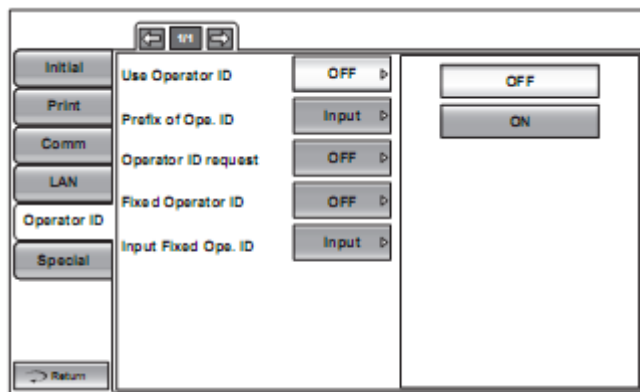 1/1
Initial
Print
Comm
LAN
Operator ID
Special
Return
Use Operator ID OFF
Prefix of Ope. ID Input
Operator ID request OFF
Fixed Operator ID OFF
Input Fixed Ope. ID Input
OFF
ON